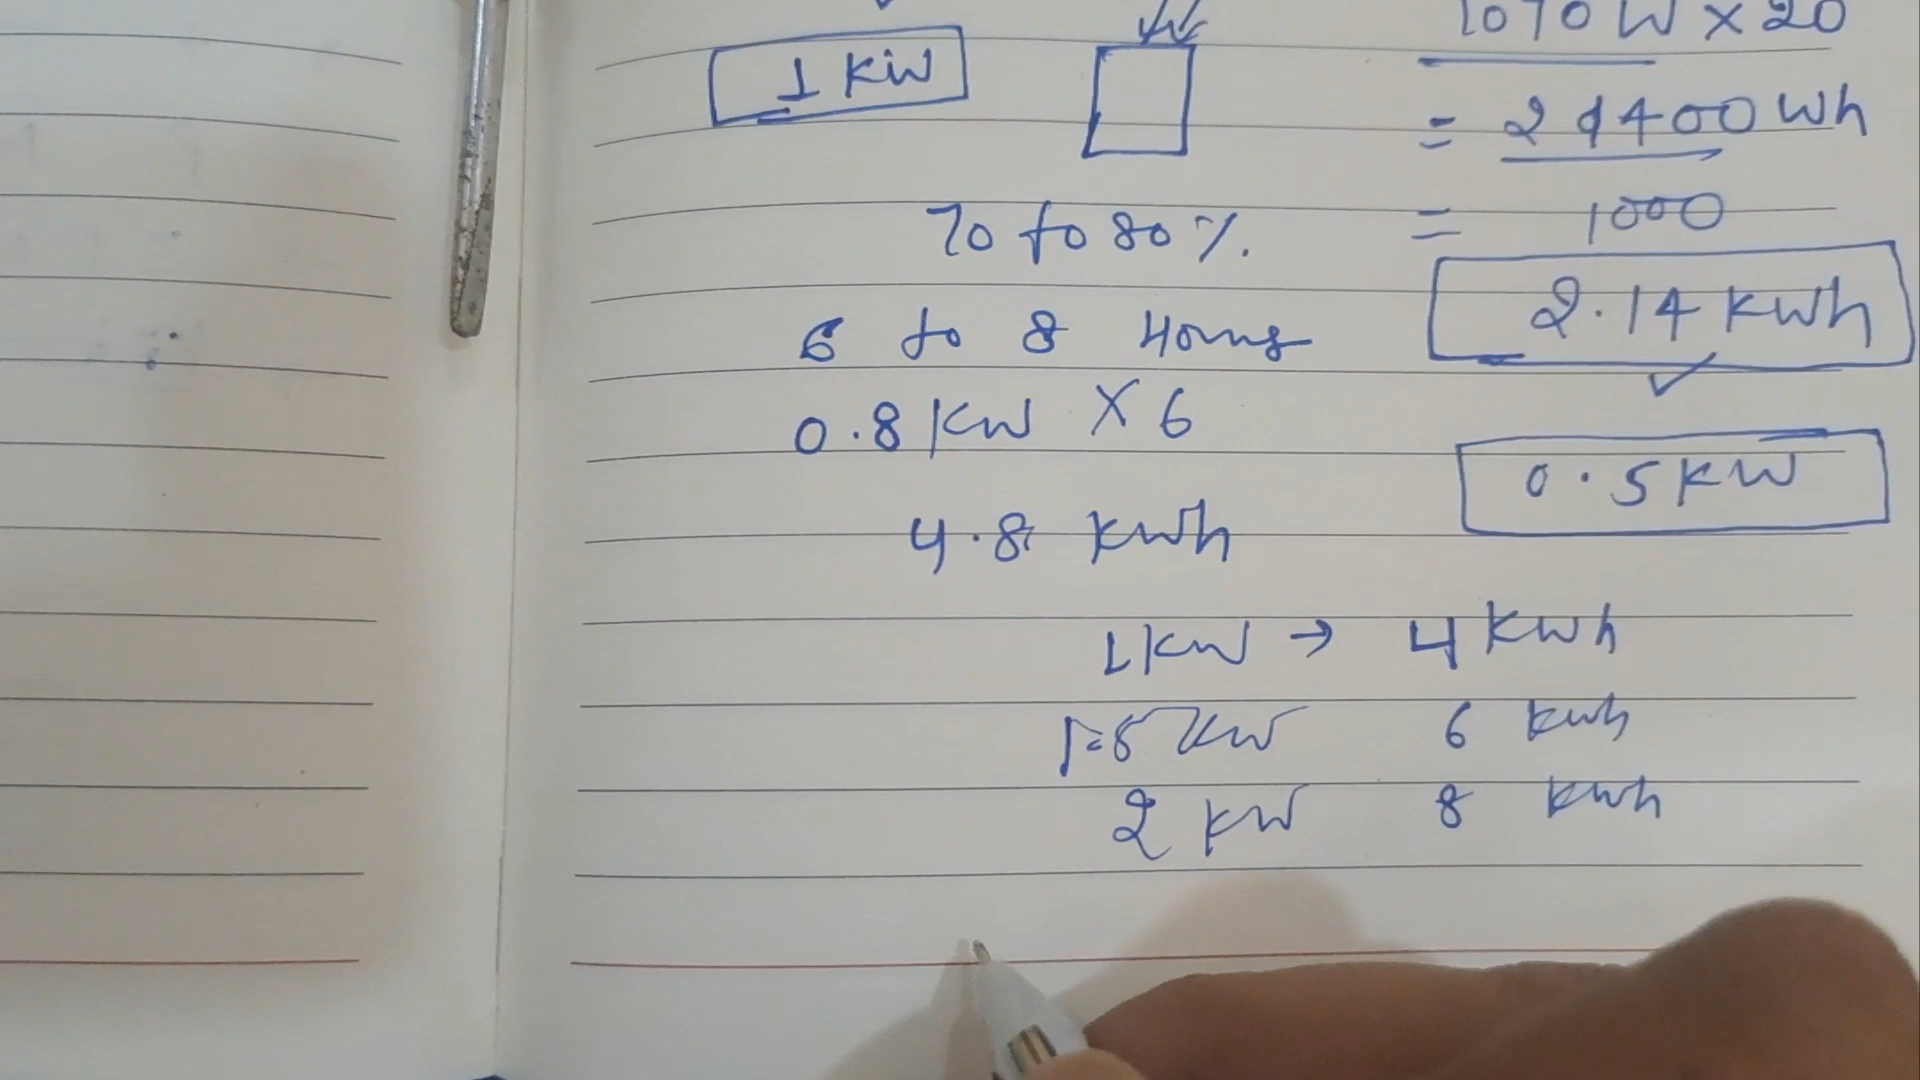 1 KW
70 to 80 %.
6 to 8 Hours
0.8 KW X 6
4.8 kwh
1070 W X 20
= 21400 Wh
= 1000
2.14 KWh
0.5 KW
1 KW → 4 KWh
1.5 KW 6 kwh
2 KW 8 kwh